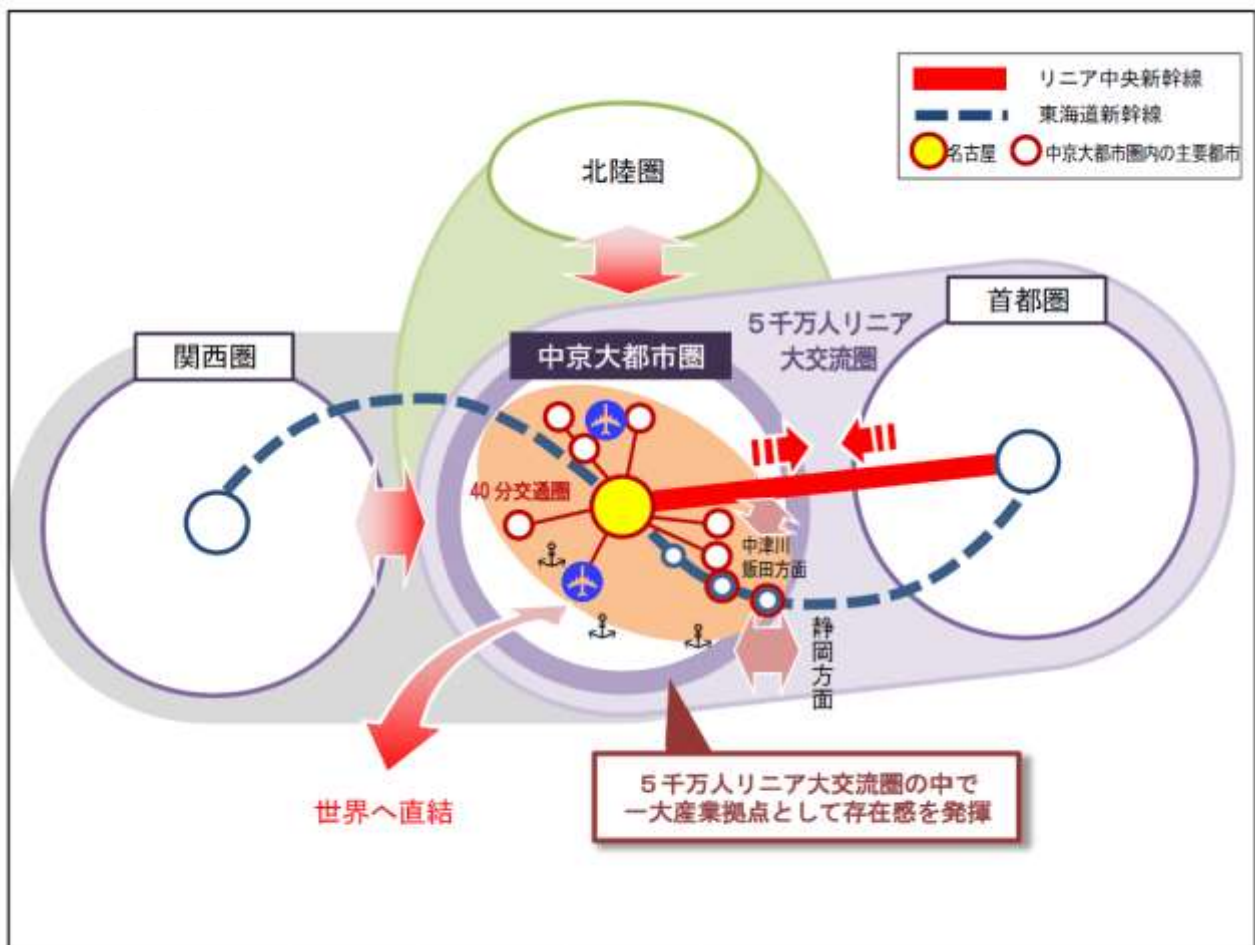 リニア中央新幹線
東海道新幹線
名古屋
中京大都市圏内の主要都市
北陸圏
首都圏
5千万人リニア
大交流圏
関西圏
中京大都市圏
40分交通圏
中津川
飯田方面
静岡方面
世界へ直結
5千万人リニア大交流圏の中で
一大産業拠点として存在感を発揮